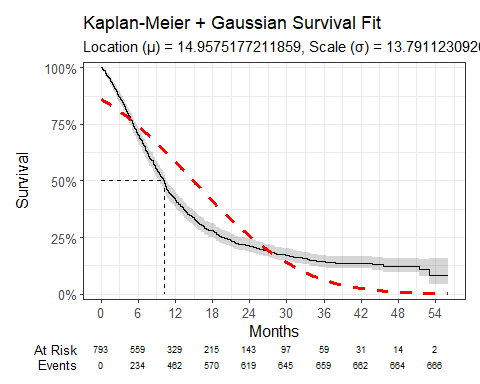 Kaplan-Meier + Gaussian Survival Fit
Location (μ) = 14.9575177211859, Scale (σ) = 13.7911230920
100%
75%
50%
25%
0%
Survival
0 6 12 18 24 30 36 42 48 54
Months
At Risk 793 559 329 215 143 97 59 31 14 2
Events 0 234 462 570 619 645 659 662 664 666